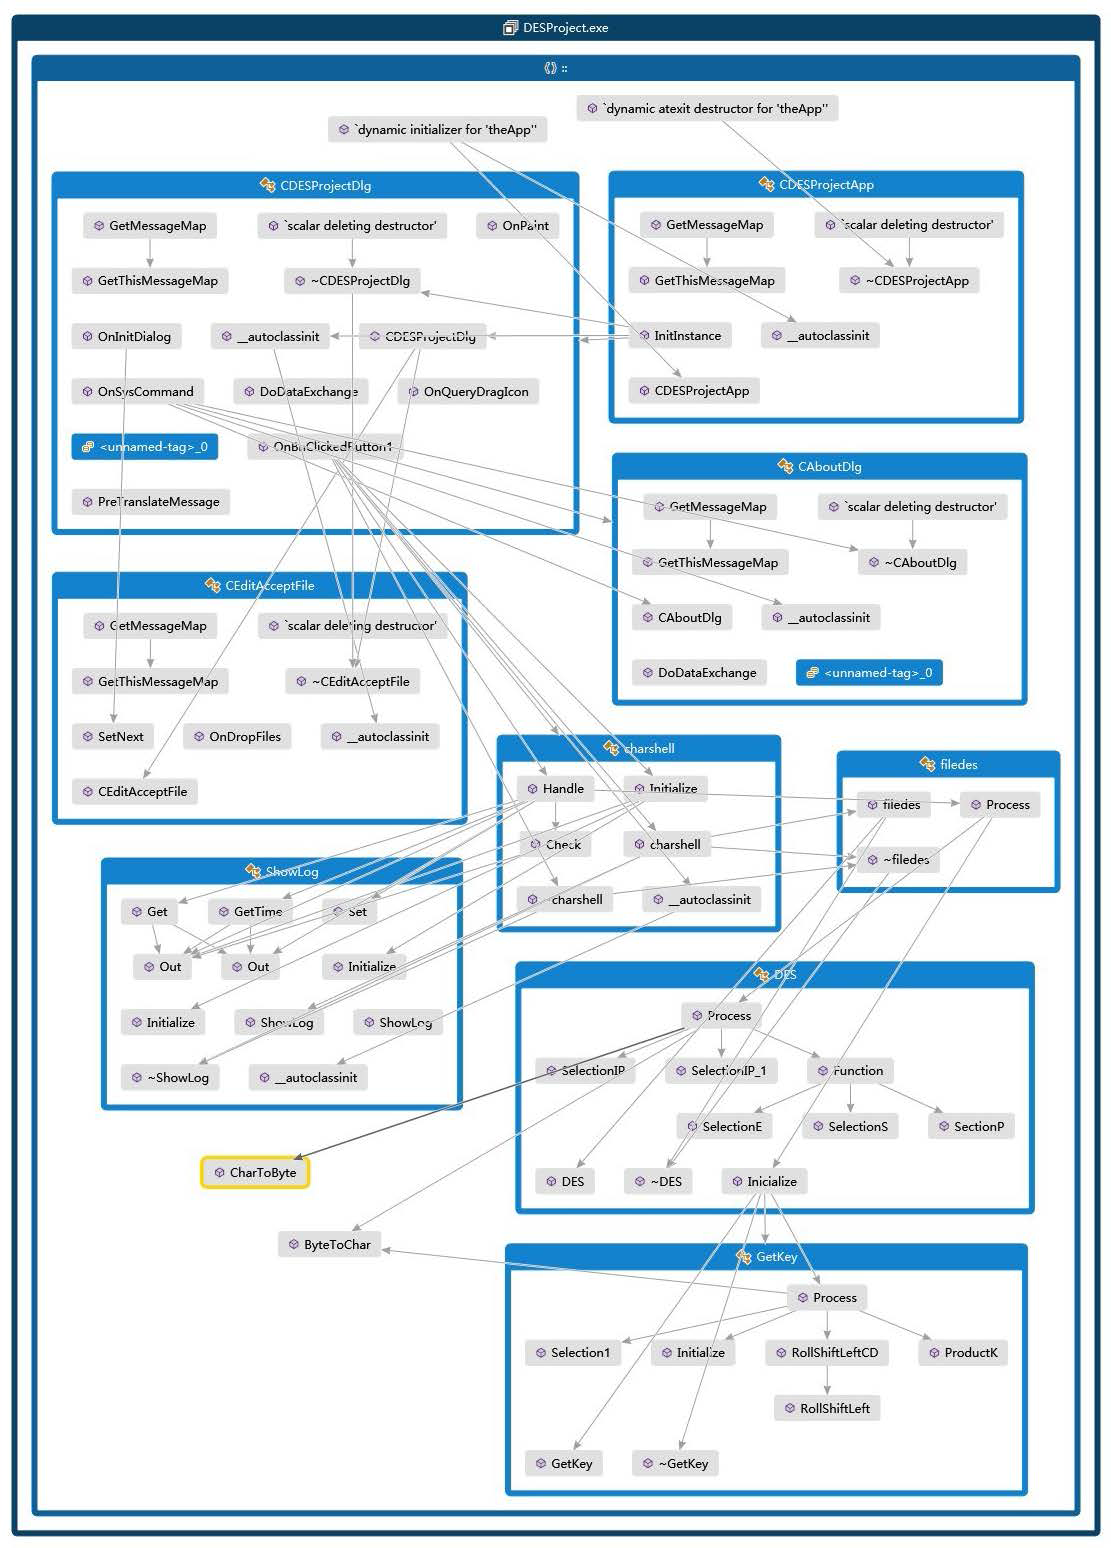 DESProject.exe
::
`dynamic atexit destructor for 'theApp''
`dynamic initializer for 'theApp''
CDESProjectDlg
GetMessageMap
`scalar deleting destructor'
OnPaint
GetThisMessageMap
~CDESProjectDlg
OnInitDialog
__autoclassinit
CDESProjectDlg
OnSysCommand
DoDataExchange
OnQueryDragIcon
<unnamed-tag>_0
OnBnClickedButton1
PreTranslateMessage
CDESProjectApp
GetMessageMap
`scalar deleting destructor'
GetThisMessageMap
~CDESProjectApp
InitInstance
__autoclassinit
CDESProjectApp
CAboutDlg
GetMessageMap
`scalar deleting destructor'
GetThisMessageMap
~CAboutDlg
CAboutDlg
__autoclassinit
DoDataExchange
<unnamed-tag>_0
CEditAcceptFile
GetMessageMap
`scalar deleting destructor'
GetThisMessageMap
~CEditAcceptFile
SetNext
OnDropFiles
__autoclassinit
CEditAcceptFile
charshell
Handle
Initialize
Check
charshell
~charshell
__autoclassinit
filedes
filedes
Process
~filedes
ShowLog
Get
GetTime
Set
Out
Out
Initialize
Initialize
ShowLog
ShowLog
~ShowLog
__autoclassinit
DES
Process
SelectionIP
SelectionIP_1
Function
SelectionE
SelectionS
SectionP
DES
~DES
Inicialize
CharToByte
ByteToChar
GetKey
Process
Selection1
Initialize
RollShiftLeftCD
ProductK
RollShiftLeft
GetKey
~GetKey